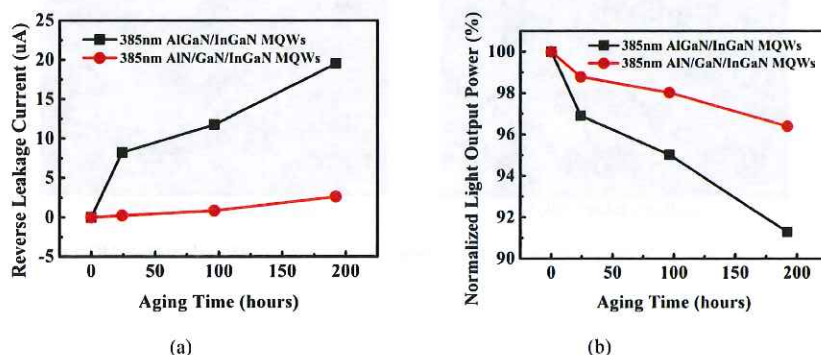 Reverse Leakage Current (uA)
25
20
15
10
5
0
-5
385nm AlGaN/InGaN MQWs
385nm AlN/GaN/InGaN MQWs
0 50 100 150 200
Aging Time (hours)
(a)
Normalized Light Output Power (%)
100
98
96
94
92
90
385nm AlGaN/InGaN MQWs
385nm AlN/GaN/InGaN MQWs
0 50 100 150 200
Aging Time (hours)
(b)